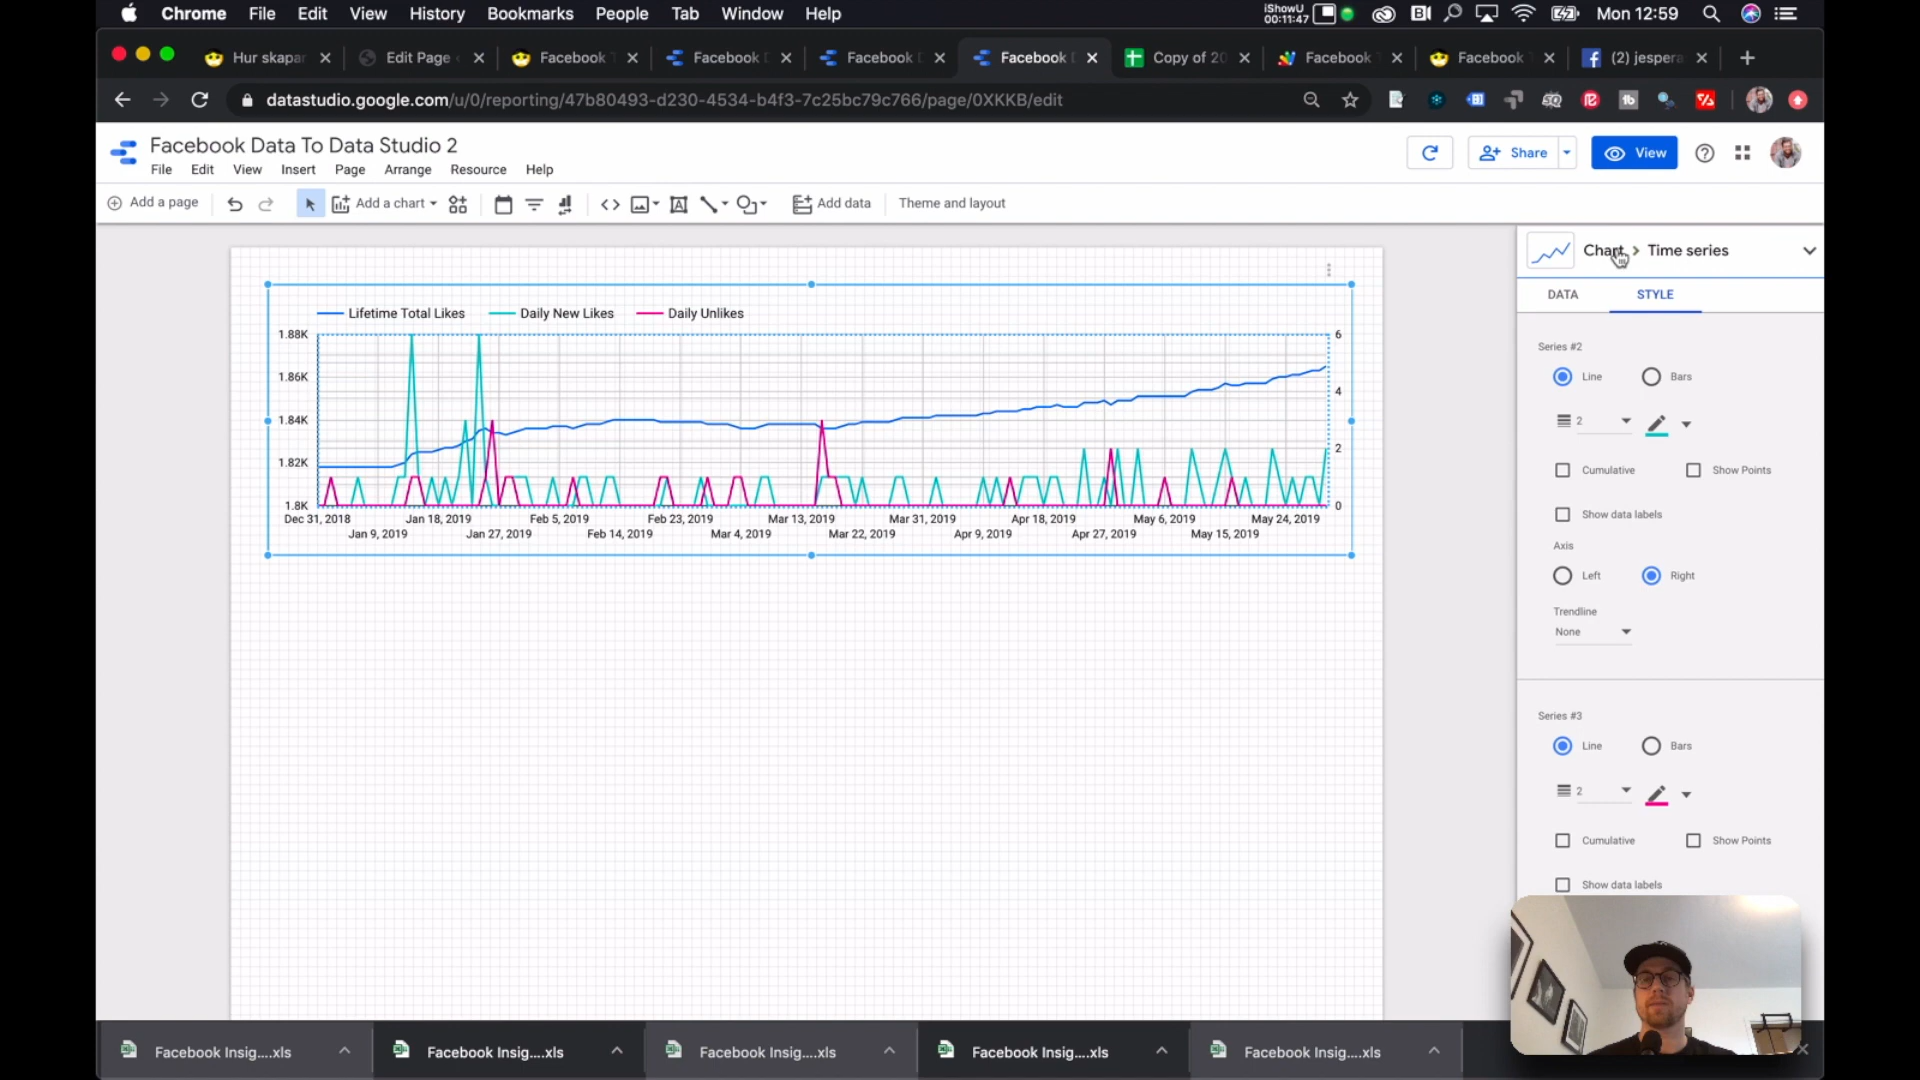 Chrome File Edit View History Bookmarks People Tab Window Help
iShowU 00:11:47
Mon 12:59
Hur skapar
Edit Page
Facebook T
Facebook D
Facebook D
Facebook D
Copy of 20
Facebook T
Facebook T
(2) jespera
datastudio.google.com/u/0/reporting/47b80493-d230-4534-b4f3-7c25bc79c766/page/0XKKB/edit
Facebook Data To Data Studio 2
File Edit View Insert Page Arrange Resource Help
Share
View
Add a page
Add a chart
Add data
Theme and layout
Chart > Time series
DATA STYLE
Lifetime Total Likes Daily New Likes Daily Unlikes
1.88K
1.86K
1.84K
1.82K
1.8K
6
4
2
0
Dec 31, 2018 Jan 18, 2019 Feb 5, 2019 Feb 23, 2019 Mar 13, 2019 Mar 31, 2019 Apr 18, 2019 May 6, 2019 May 24, 2019
Jan 9, 2019 Jan 27, 2019 Feb 14, 2019 Mar 4, 2019 Mar 22, 2019 Apr 9, 2019 Apr 27, 2019 May 15, 2019
Series #2
Line Bars
2
Cumulative Show Points
Show data labels
Axis
Left Right
Trendline
None
Series #3
Line Bars
2
Cumulative Show Points
Show data labels
Facebook Insig....xls
Facebook Insig....xls
Facebook Insig....xls
Facebook Insig....xls
Facebook Insig....xls